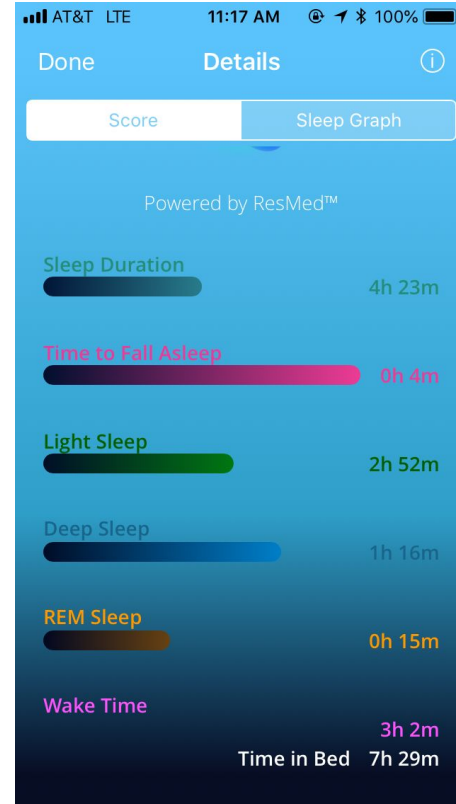 AT&T LTE 11:17 AM 100%
Done Details
Score Sleep Graph
Powered by ResMed™
Sleep Duration
4h 23m
Time to Fall Asleep
0h 4m
Light Sleep
2h 52m
Deep Sleep
1h 16m
REM Sleep
0h 15m
Wake Time
3h 2m
Time in Bed 7h 29m